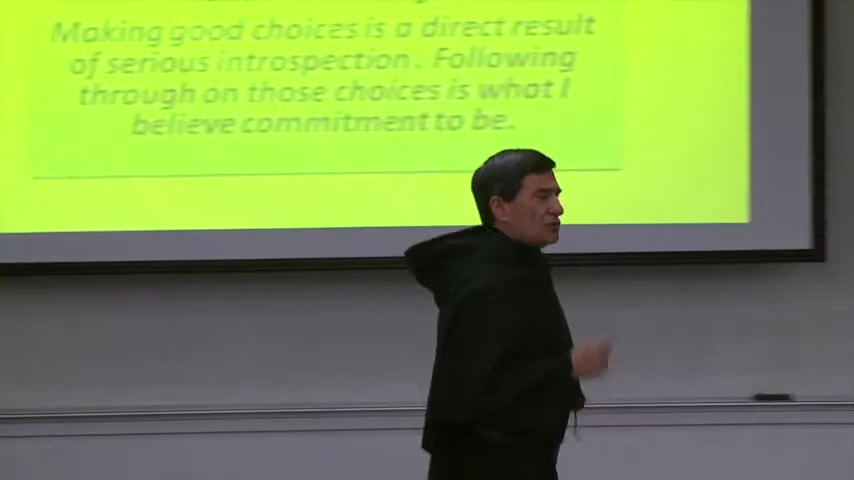 Making good choices is a direct result
of serious introspection. Following
through on those choices is what I
believe commitment to be.